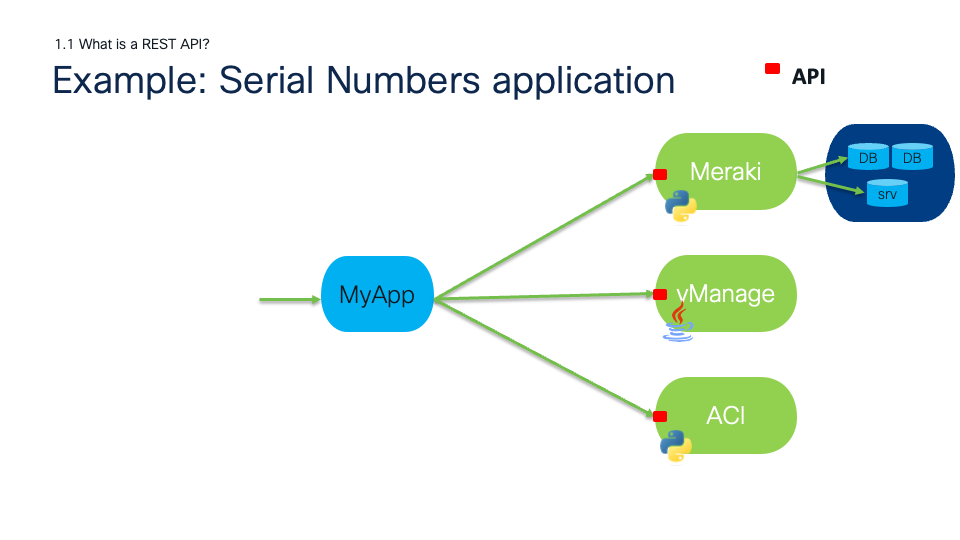 1.1 What is a REST API?
Example: Serial Numbers application
API
Meraki
DB
DB
srv
MyApp
vManage
ACI